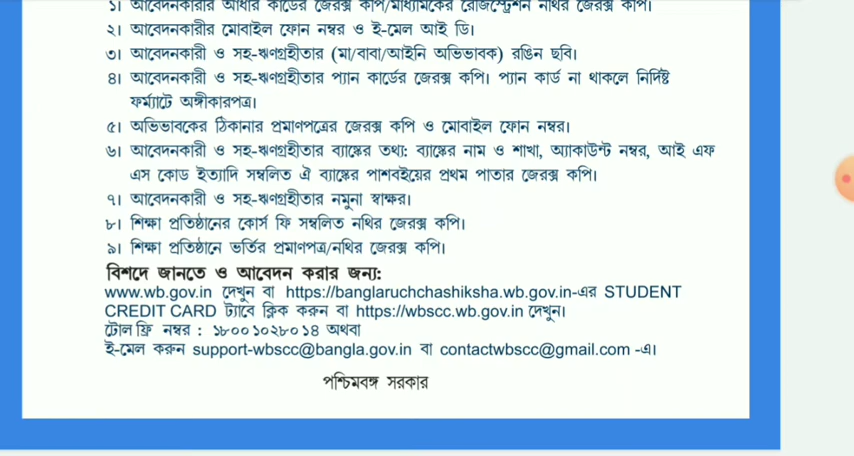 ১। আবেদনকারীর আধার কার্ডের জেরক্স কপি/মাধ্যমিকের রেজিস্ট্রেশন নথির জেরক্স কপি।
২। আবেদনকারীর মোবাইল ফোন নম্বর ও ই-মেল আই ডি।
৩। আবেদনকারী ও সহ-ঋণগ্রহীতার (মা/বাবা/আইনি অভিভাবক) রঙিন ছবি।
৪। আবেদনকারী ও সহ-ঋণগ্রহীতার প্যান কার্ডের জেরক্স কপি। প্যান কার্ড না থাকলে নির্দিষ্ট
ফর্ম্যাটে অঙ্গীকারপত্র।
৫। অভিভাবকের ঠিকানার প্রমাণপত্রের জেরক্স কপি ও মোবাইল ফোন নম্বর।
৬। আবেদনকারী ও সহ-ঋণগ্রহীতার ব্যাঙ্কের তথ্য: ব্যাঙ্কের নাম ও শাখা, অ্যাকাউন্ট নম্বর, আই এফ
এস কোড ইত্যাদি সম্বলিত ঐ ব্যাঙ্কের পাশবইয়ের প্রথম পাতার জেরক্স কপি।
৭। আবেদনকারী ও সহ-ঋণগ্রহীতার নমুনা স্বাক্ষর।
৮। শিক্ষা প্রতিষ্ঠানের কোর্স ফি সম্বলিত নথির জেরক্স কপি।
৯। শিক্ষা প্রতিষ্ঠানে ভর্তির প্রমাণপত্র/নথির জেরক্স কপি।
বিশদে জানতে ও আবেদন করার জন্য:
www.wb.gov.in দেখুন বা https://banglaruchchashiksha.wb.gov.in-এর STUDENT
CREDIT CARD ট্যাবে ক্লিক করুন বা https://wbscc.wb.gov.in দেখুন।
টোল ফ্রি নম্বর : ১৮০০১০২৮০১৪ অথবা
ই-মেল করুন support-wbscc@bangla.gov.in বা contactwbscc@gmail.com -এ।
পশ্চিমবঙ্গ সরকার